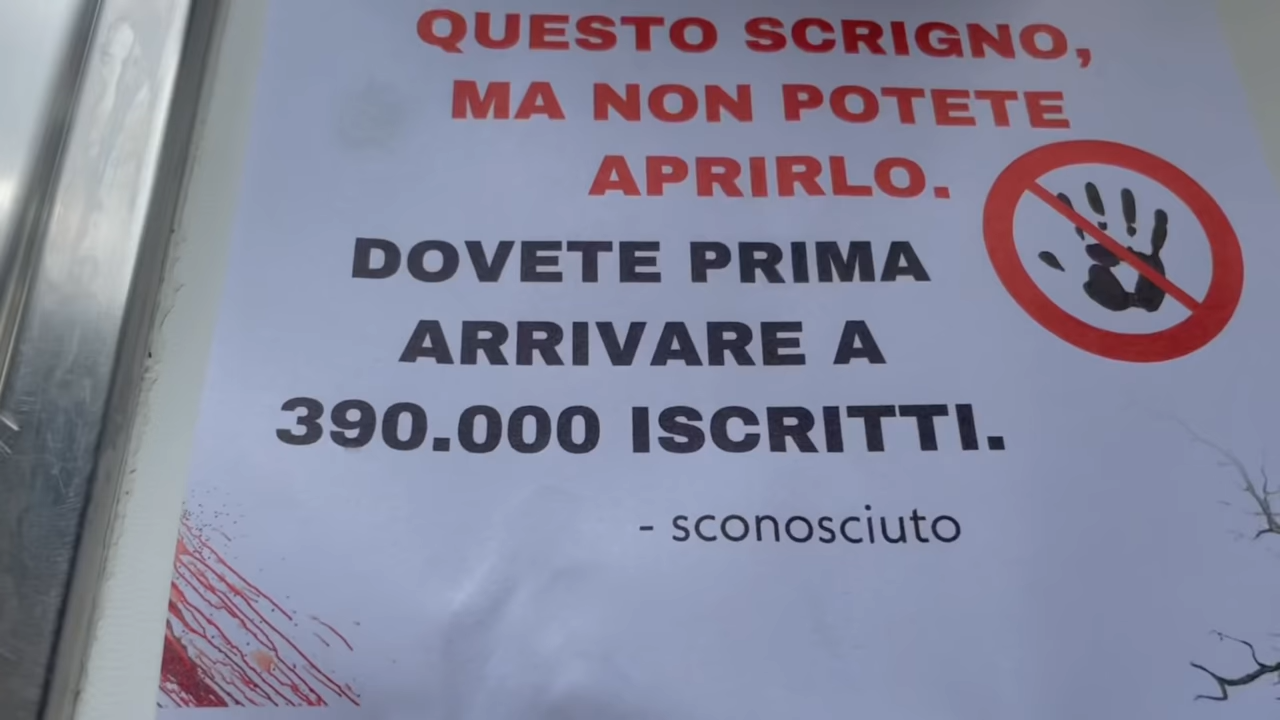 QUESTO SCRIGNO,
MA NON POTETE
APRIRLO.
DOVETE PRIMA
ARRIVARE A
390.000 ISCRITTI.
- sconosciuto